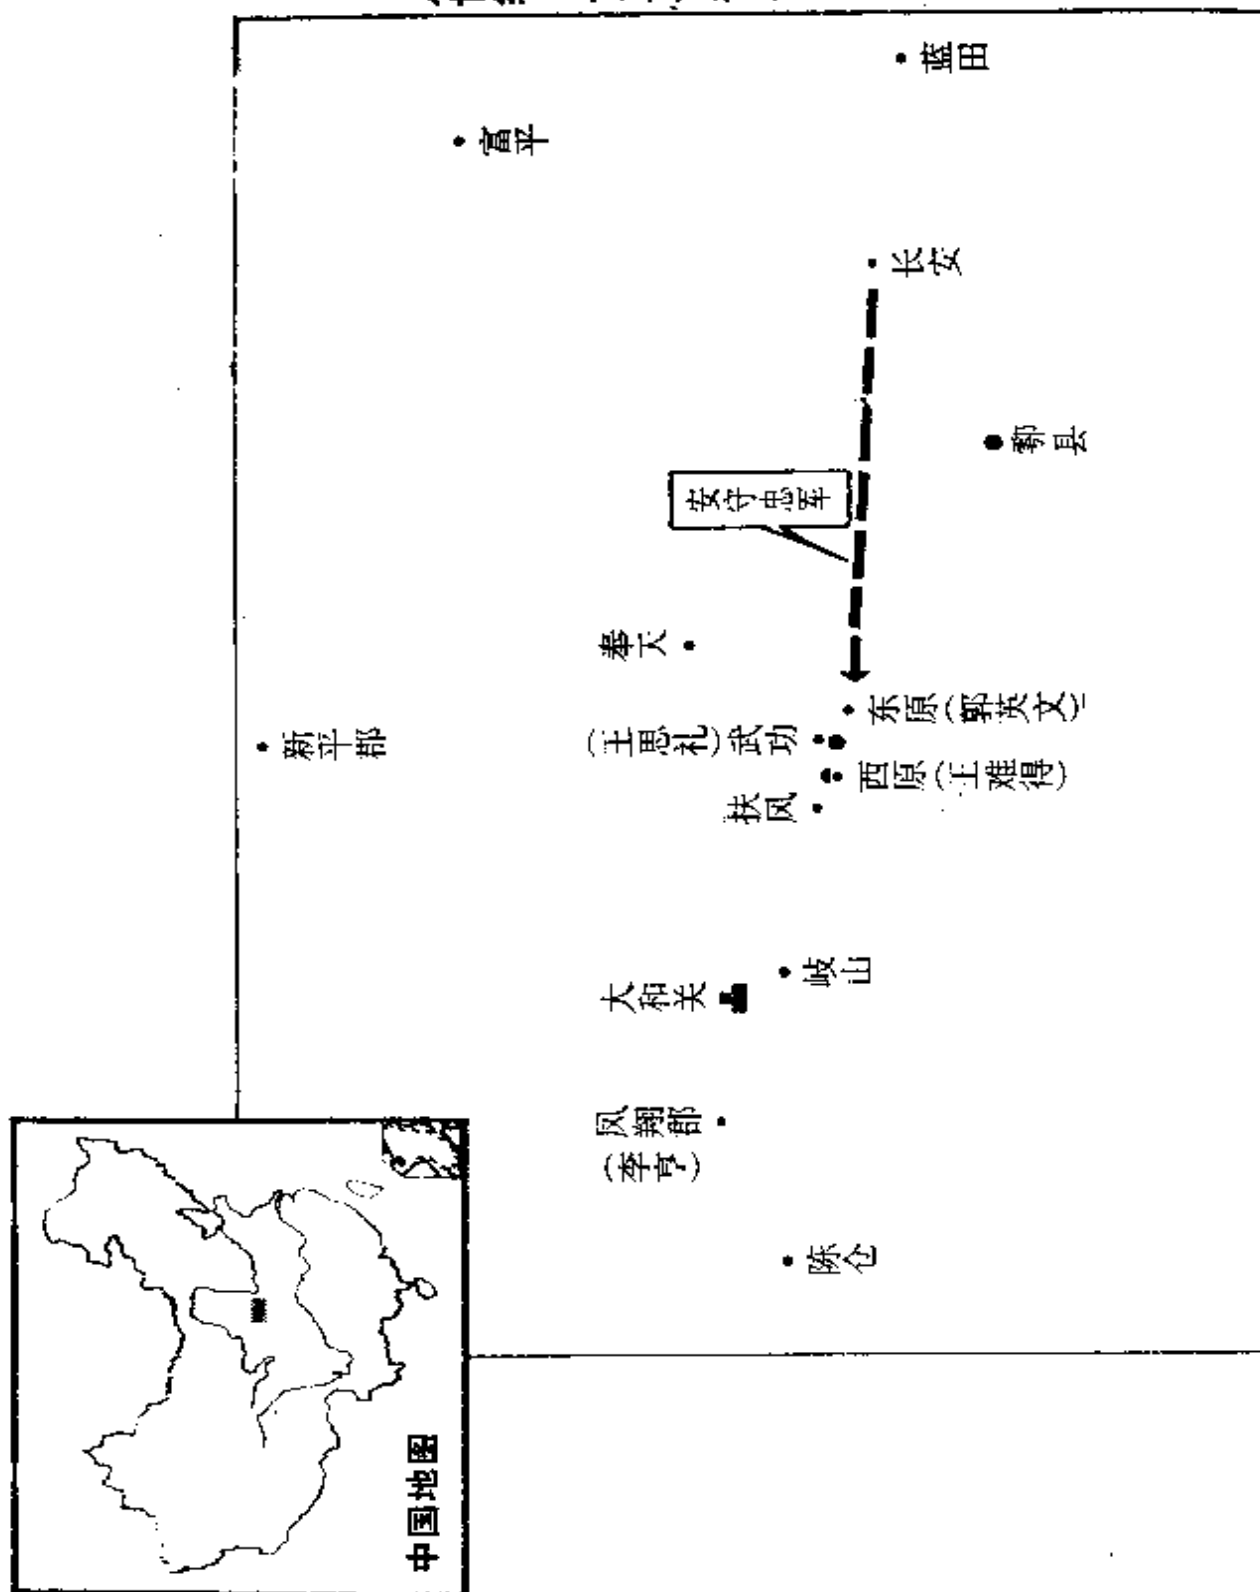 蓝田
富平
长安
鄠县
安守忠军
奉天
东原(郭英乂)
(王思礼)武功
新平郡
西原(王难得)
扶风
岐山
大和关
凤翔郡
(李亨)
陈仓
中国地图